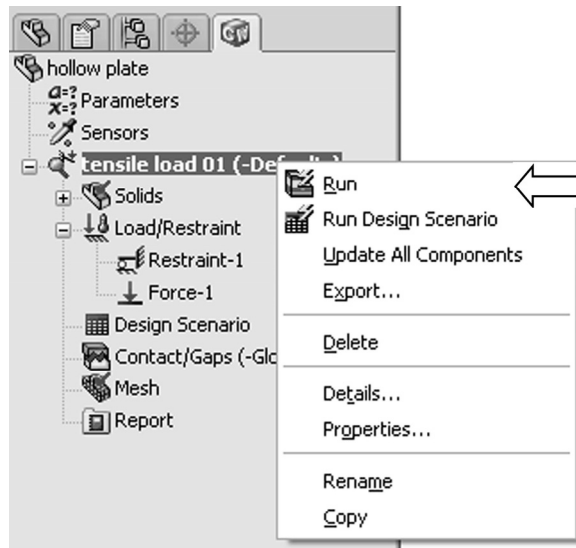 hollow plate
a=?
x=? Parameters
Sensors
tensile load 01 (-Default-)
Solids
Load/Restraint
Restraint-1
Force-1
Design Scenario
Contact/Gaps (-Glo
Mesh
Report
Run
Run Design Scenario
Update All Components
Export...
Delete
Details...
Properties...
Rename
Copy